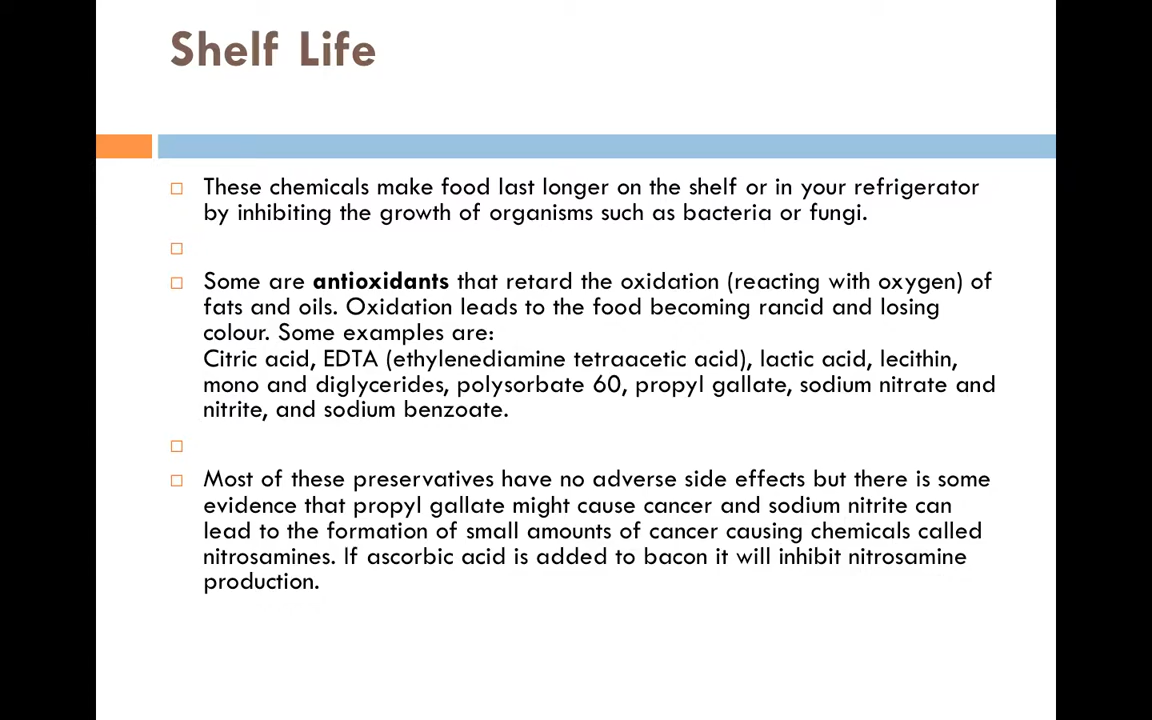 Shelf Life
These chemicals make food last longer on the shelf or in your refrigerator
by inhibiting the growth of organisms such as bacteria or fungi.
Some are antioxidants that retard the oxidation (reacting with oxygen) of
fats and oils. Oxidation leads to the food becoming rancid and losing
colour. Some examples are:
Citric acid, EDTA (ethylenediamine tetraacetic acid), lactic acid, lecithin,
mono and diglycerides, polysorbate 60, propyl gallate, sodium nitrate and
nitrite, and sodium benzoate.
Most of these preservatives have no adverse side effects but there is some
evidence that propyl gallate might cause cancer and sodium nitrite can
lead to the formation of small amounts of cancer causing chemicals called
nitrosamines. If ascorbic acid is added to bacon it will inhibit nitrosamine
production.